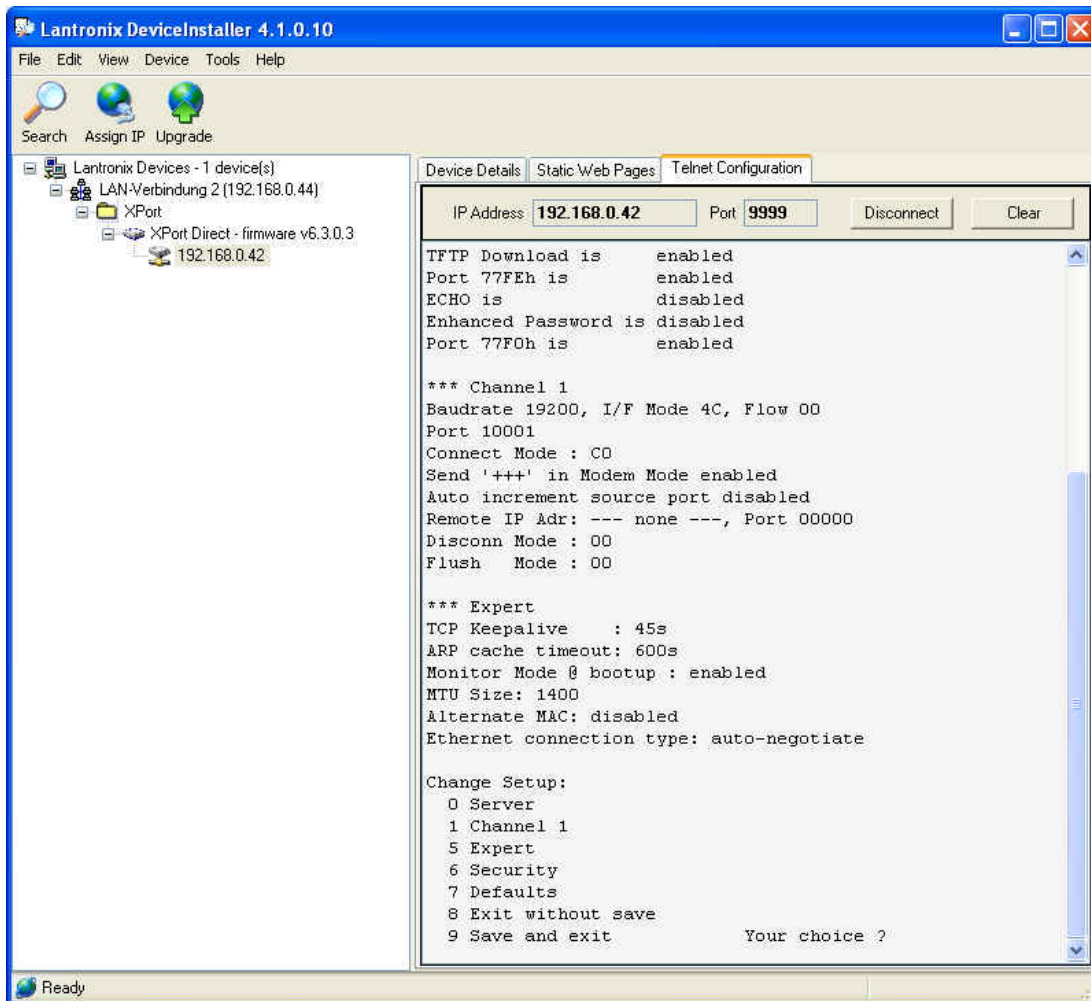 Lantronix DeviceInstaller 4.1.0.10
File Edit View Device Tools Help
Search Assign IP Upgrade
Lantronix Devices - 1 device(s)
LAN-Verbindung 2 (192.168.0.44)
XPort
XPort Direct - firmware v6.3.0.3
192.168.0.42
Device Details Static Web Pages Telnet Configuration
IP Address 192.168.0.42 Port 9999 Disconnect Clear
TFTP Download is enabled
Port 77FEh is enabled
ECHO is disabled
Enhanced Password is disabled
Port 77F0h is enabled
*** Channel 1
Baudrate 19200, I/F Mode 4C, Flow 00
Port 10001
Connect Mode : C0
Send '+++' in Modem Mode enabled
Auto increment source port disabled
Remote IP Adr: --- none ---, Port 00000
Disconn Mode : 00
Flush Mode : 00
*** Expert
TCP Keepalive : 45s
ARP cache timeout: 600s
Monitor Mode @ bootup : enabled
MTU Size: 1400
Alternate MAC: disabled
Ethernet connection type: auto-negotiate
Change Setup:
0 Server
1 Channel 1
5 Expert
6 Security
7 Defaults
8 Exit without save
9 Save and exit Your choice ?
Ready